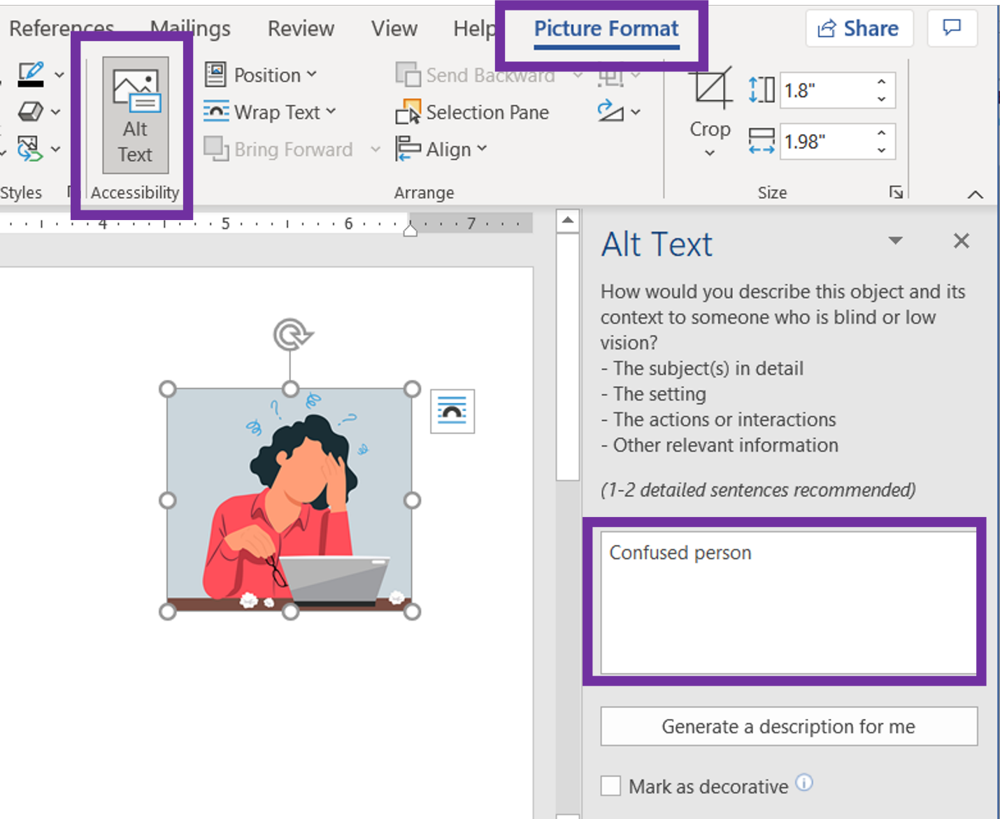 References Mailings Review View Help Picture Format Share
Position Send Backward
Wrap Text Selection Pane
Alt
Text
Bring Forward Align
Crop
1.8"
1.98"
Styles Accessibility Arrange Size
4 5 6 7
Alt Text
How would you describe this object and its
context to someone who is blind or low
vision?
- The subject(s) in detail
- The setting
- The actions or interactions
- Other relevant information
(1-2 detailed sentences recommended)
Confused person
Generate a description for me
Mark as decorative